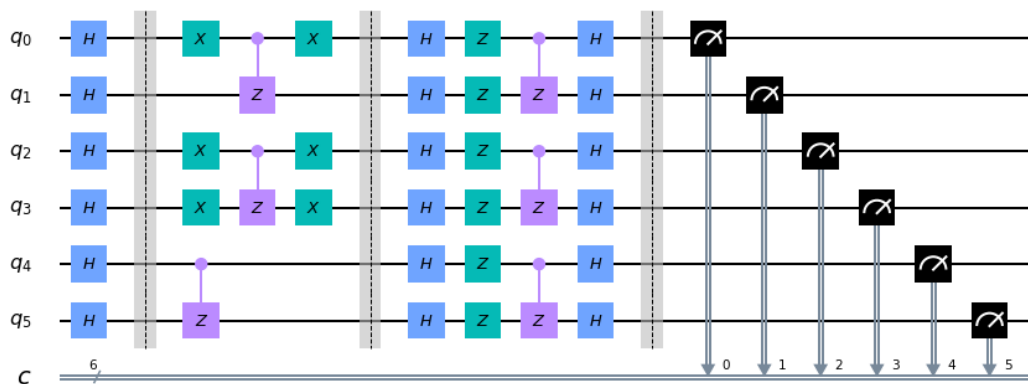 q0 H X X H Z H 
q1 H Z H Z Z H
q2 H X X H Z H
q3 H X Z X H Z Z H
q4 H H Z H
q5 H Z H Z Z H
6 0 1 2 3 4 5
c